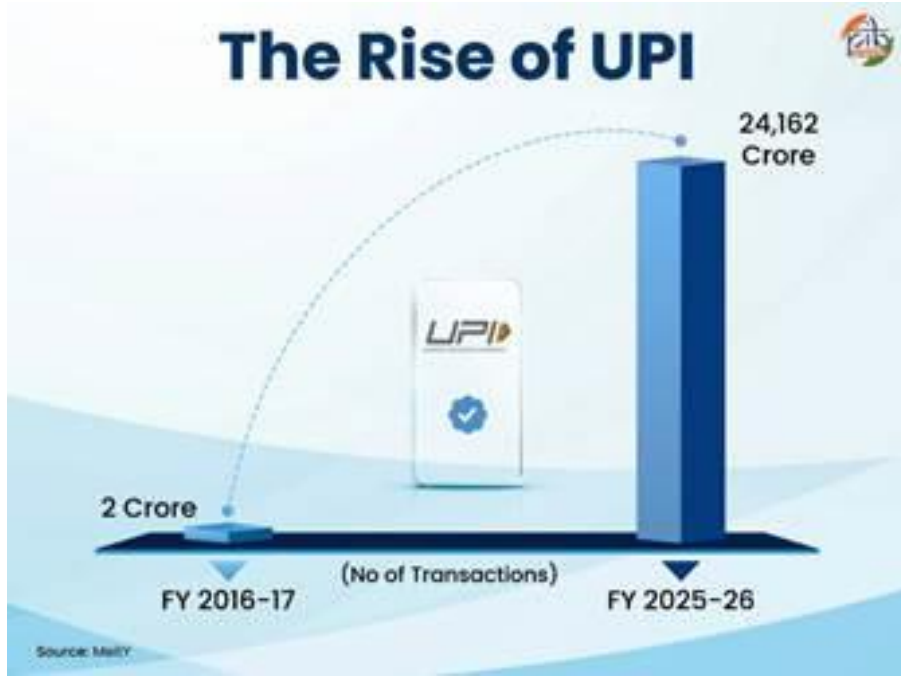 The Rise of UPI
24,162
Crore
UPI
2 Crore
(No of Transactions)
FY 2016-17
FY 2025-26
Source: MeitY